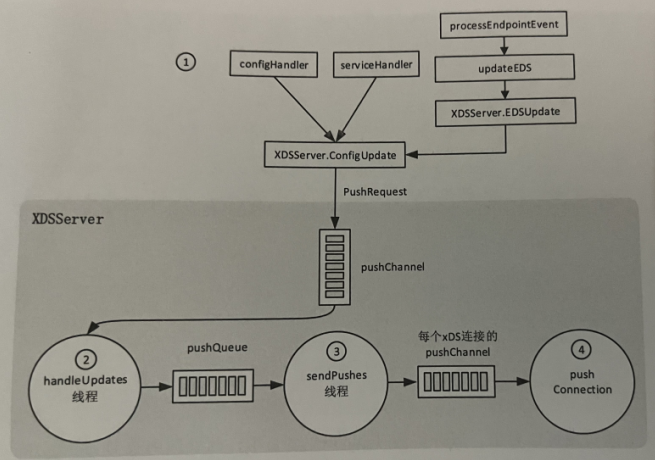 processEndpointEvent
①
configHandler
serviceHandler
updateEDS
XDSServer.EDSUpdate
XDSServer.ConfigUpdate
PushRequest
XDSServer
pushChannel
②
handleUpdates
线程
pushQueue
③
sendPushes
线程
每个xDS连接的
pushChannel
④
push
Connection